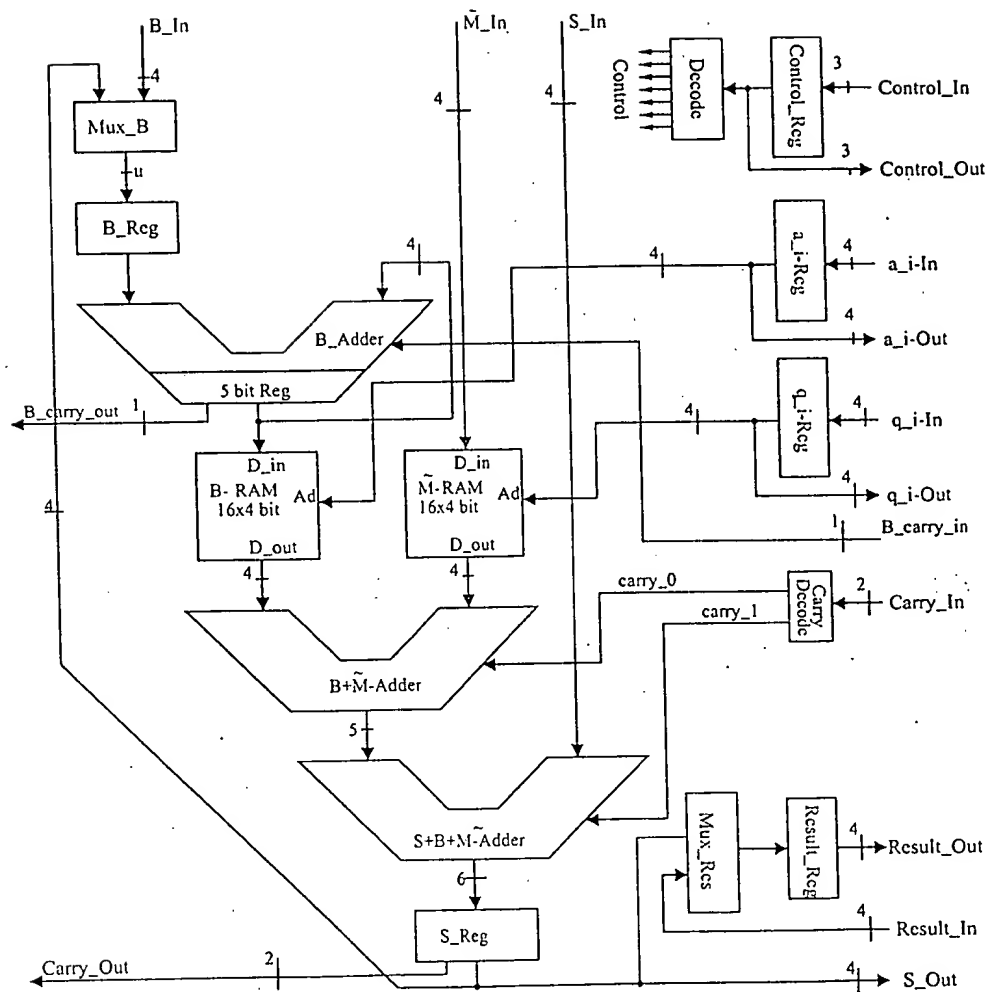 B_In
M̃_In
S_In
4
4
4
Mux_B
u
B_Reg
Control
Decode
Control_Reg
3
Control_In
3
Control_Out
4
a_i-Reg
4
a_i-In
4
a_i-Out
4
B_Adder
5 bit Reg
B_carry_out
1
4
q_i-Reg
4
q_i-In
4
q_i-Out
D_in
B- RAM
16x4 bit
Ad
D_out
D_in
M̃-RAM
16x4 bit
Ad
D_out
1
B_carry_in
4
4
4
carry_0
carry_1
Carry
Decode
2
Carry_In
B+M̃-Adder
5
S+B+M̃-Adder
6
S_Reg
Mux_Res
Result_Reg
4
Result_Out
4
Result_In
Carry_Out
2
4
S_Out